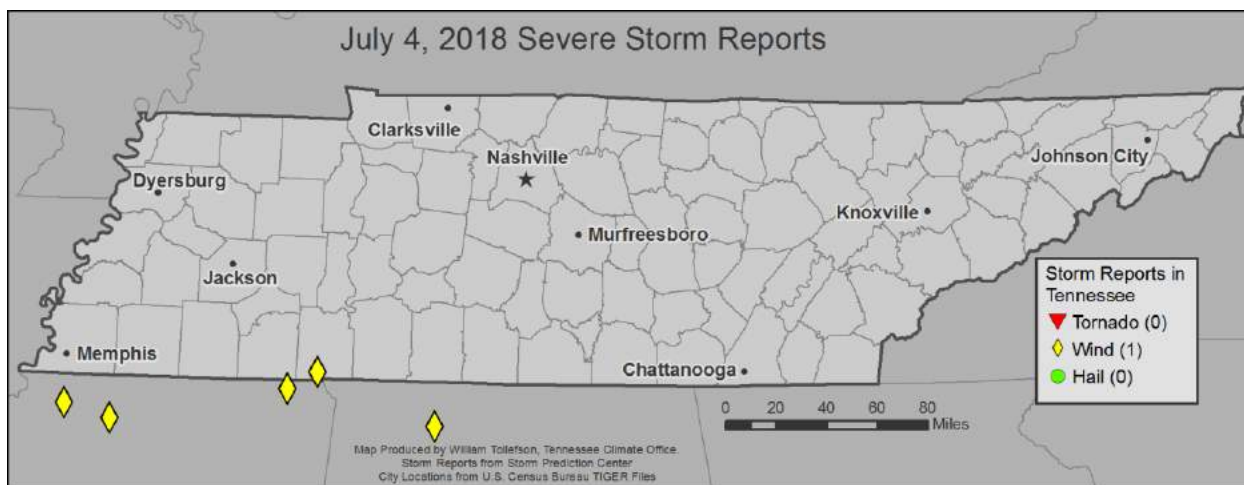 July 4, 2018 Severe Storm Reports
Clarksville
Nashville
Johnson City
Dyersburg
Knoxville
Murfreesboro
Jackson
Storm Reports in
Tennessee
Tornado (0)
Wind (1)
Hail (0)
Memphis
Chattanooga
0 20 40 60 80
Miles
Map Produced by William Tollefson, Tennessee Climate Office
Storm Reports from Storm Prediction Center
City Locations from U.S. Census Bureau TIGER Files